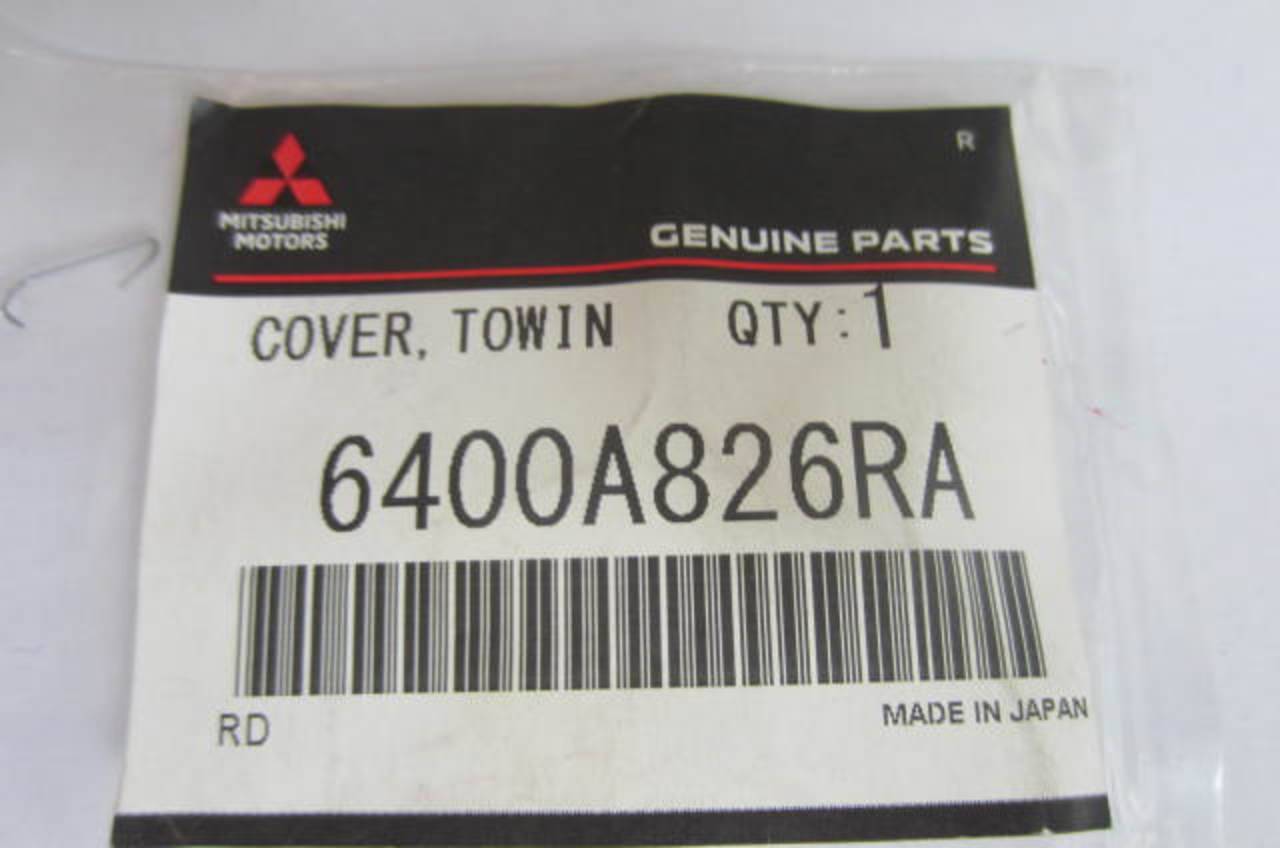 R
MITSUBISHI
MOTORS
GENUINE PARTS
COVER, TOWIN QTY:1
6400A826RA
RD
MADE IN JAPAN